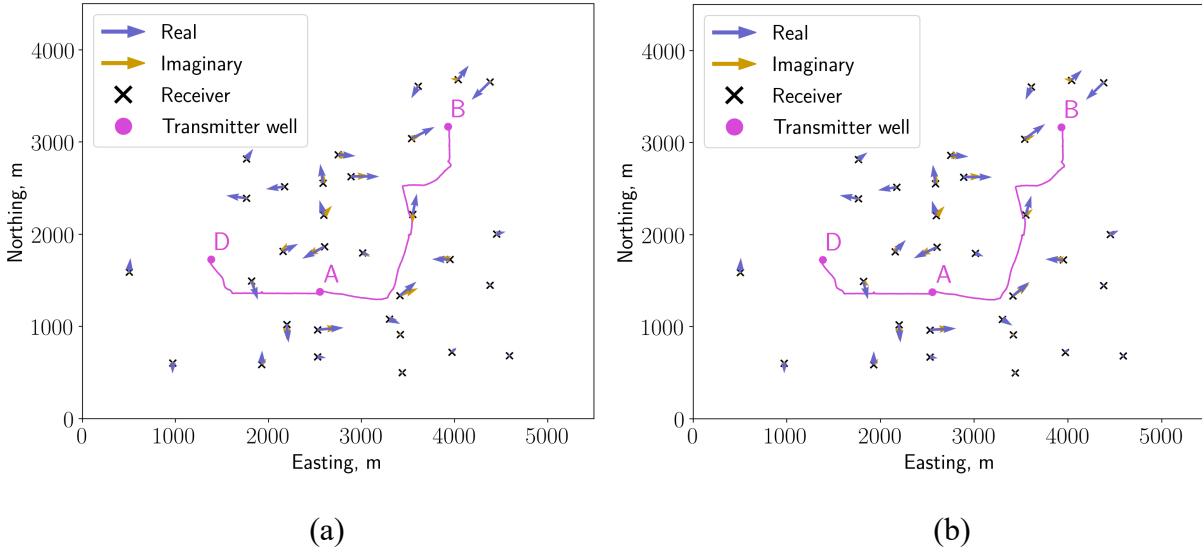 Real
Imaginary
Receiver
Transmitter well
B
D
A
4000
3000
2000
1000
0
0 1000 2000 3000 4000 5000
Northing, m
Easting, m
(a)
Real
Imaginary
Receiver
Transmitter well
B
D
A
4000
3000
2000
1000
0
0 1000 2000 3000 4000 5000
Northing, m
Easting, m
(b)